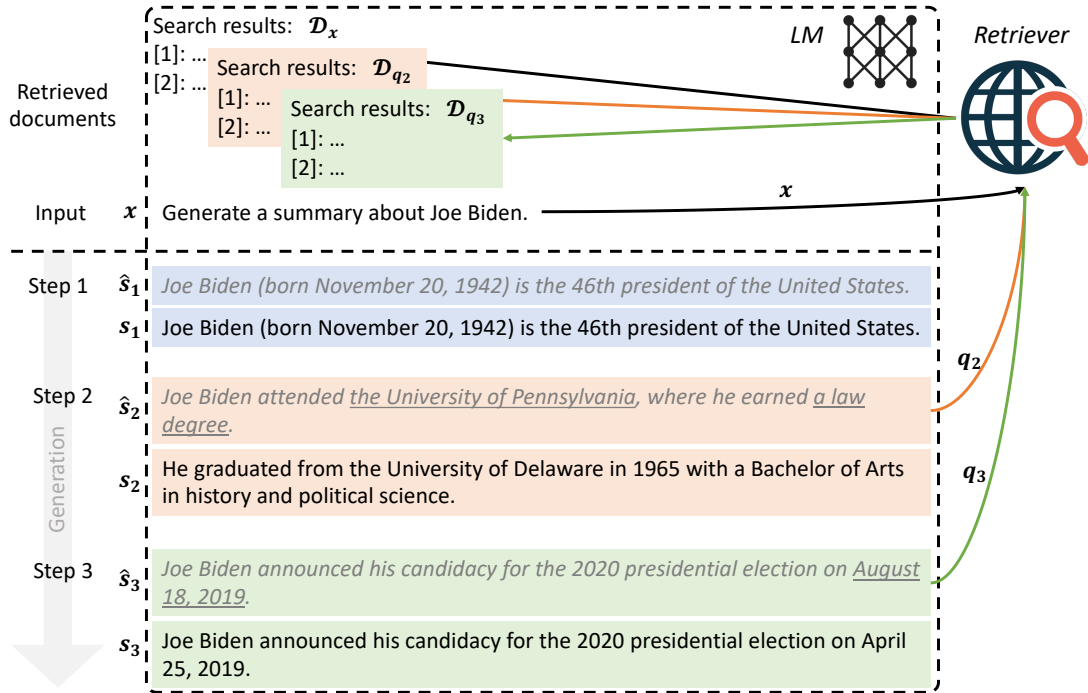 Search results: 𝓓ₓ
[1]: ...
[2]: ...
Search results: 𝓓_q₂
[1]: ...
[2]: ...
Search results: 𝓓_q₃
[1]: ...
[2]: ...
LM
Retriever
Retrieved
documents
Input
x
Generate a summary about Joe Biden.
x
Generation
Step 1
ŝ₁
Joe Biden (born November 20, 1942) is the 46th president of the United States.
s₁
Joe Biden (born November 20, 1942) is the 46th president of the United States.
Step 2
ŝ₂
Joe Biden attended the University of Pennsylvania, where he earned a law
degree.
q₂
s₂
He graduated from the University of Delaware in 1965 with a Bachelor of Arts
in history and political science.
q₃
Step 3
ŝ₃
Joe Biden announced his candidacy for the 2020 presidential election on August
18, 2019.
s₃
Joe Biden announced his candidacy for the 2020 presidential election on April
25, 2019.